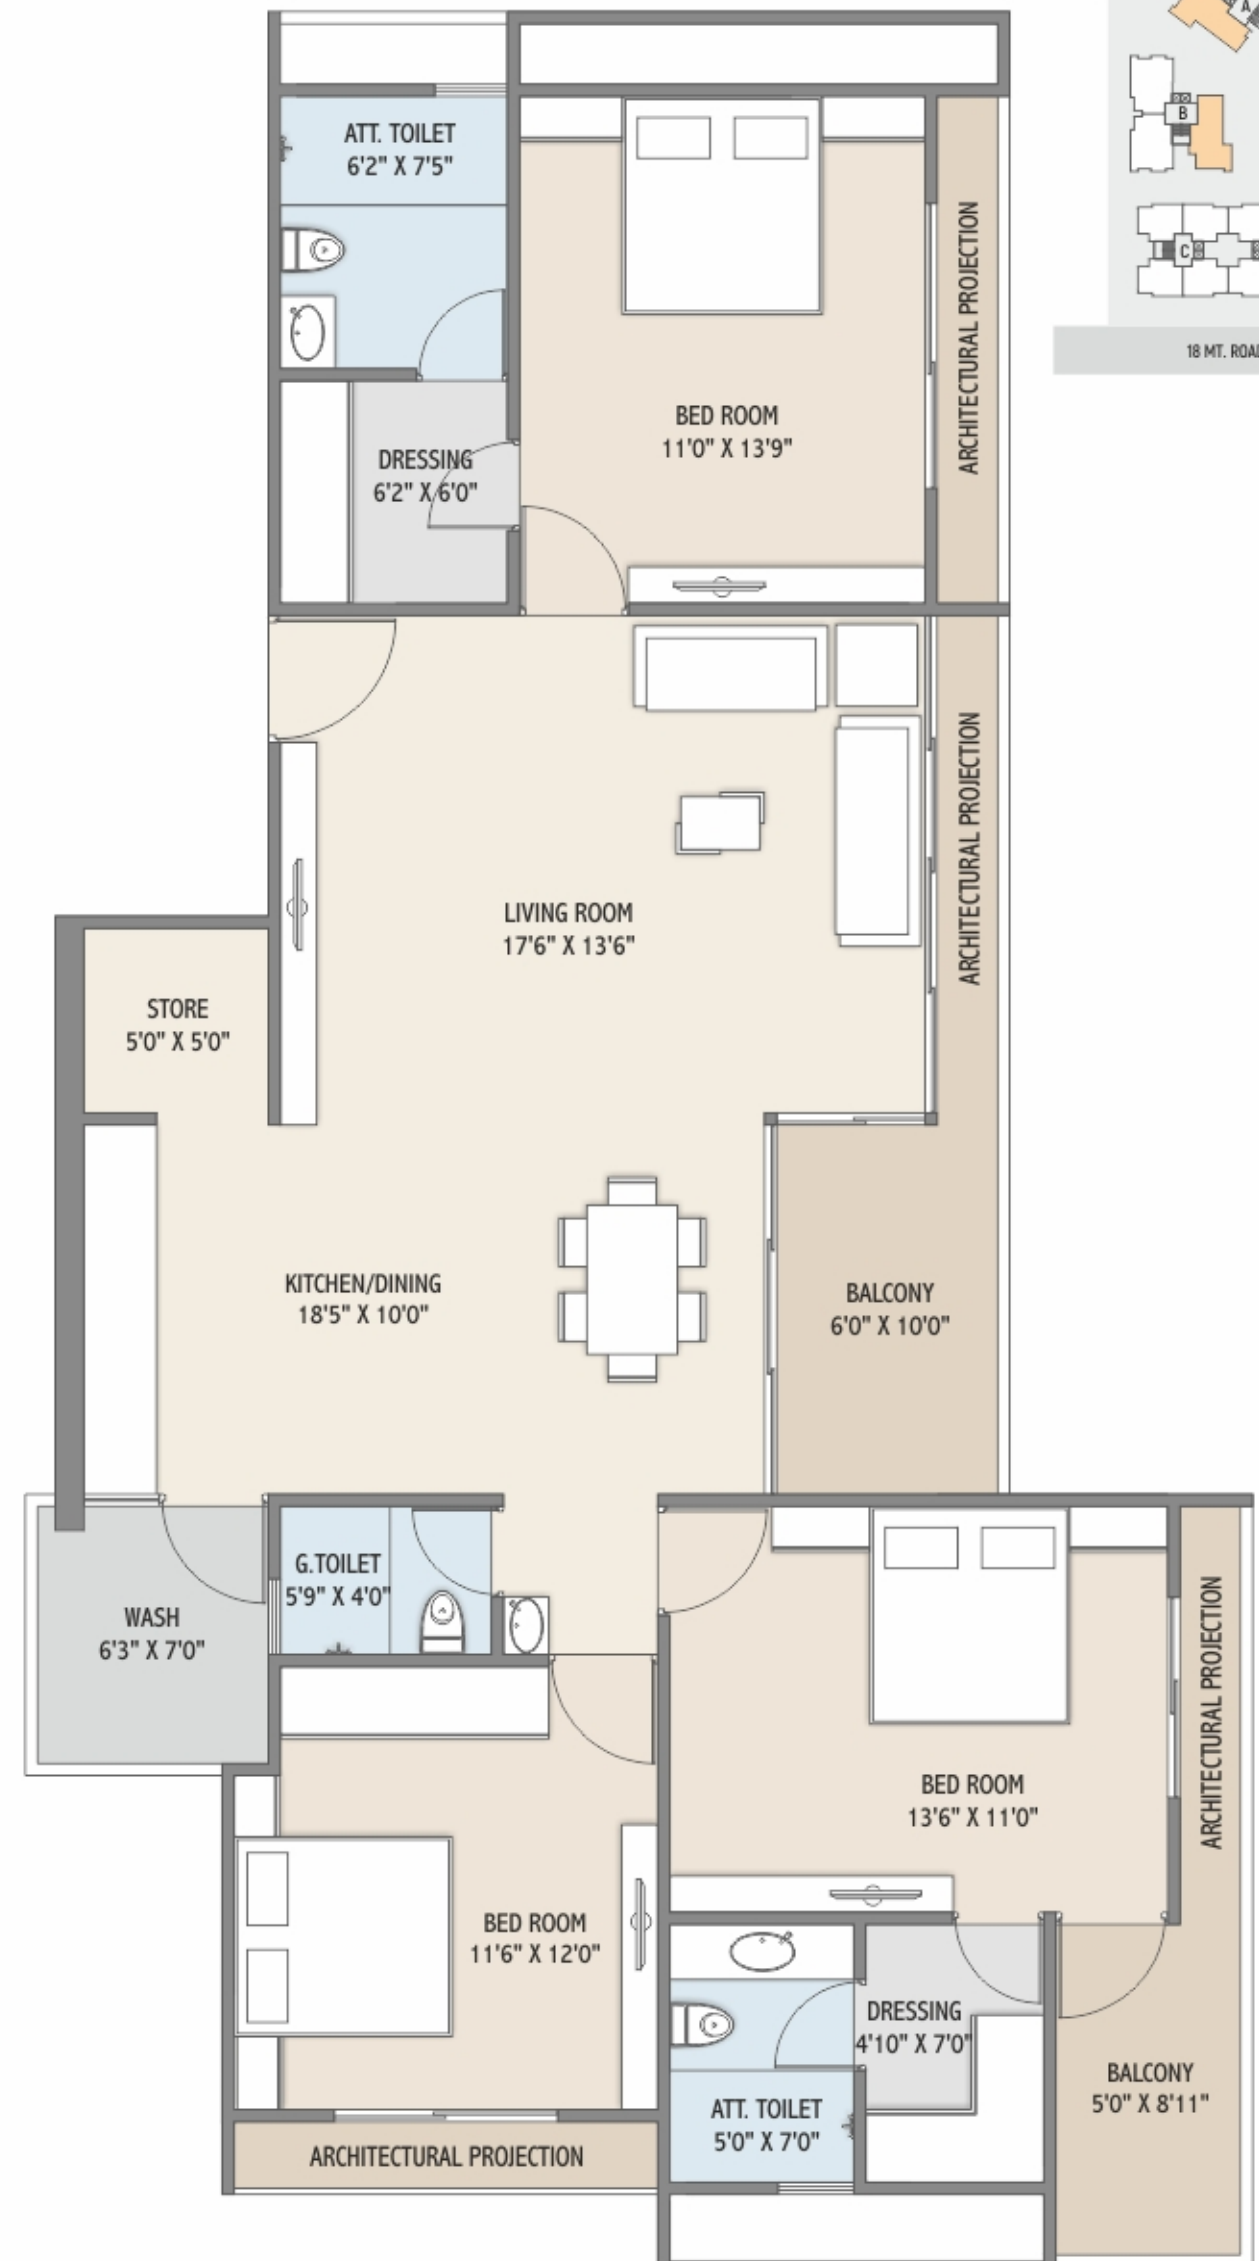 A
B
C
18 MT. ROAD
ATT. TOILET
6'2" X 7'5"
BED ROOM
11'0" X 13'9"
ARCHITECTURAL PROJECTION
DRESSING
6'2" X 6'0"
LIVING ROOM
17'6" X 13'6"
ARCHITECTURAL PROJECTION
STORE
5'0" X 5'0"
KITCHEN/DINING
18'5" X 10'0"
BALCONY
6'0" X 10'0"
G.TOILET
5'9" X 4'0"
WASH
6'3" X 7'0"
BED ROOM
13'6" X 11'0"
ARCHITECTURAL PROJECTION
BED ROOM
11'6" X 12'0"
DRESSING
4'10" X 7'0"
ATT. TOILET
5'0" X 7'0"
BALCONY
5'0" X 8'11"
ARCHITECTURAL PROJECTION